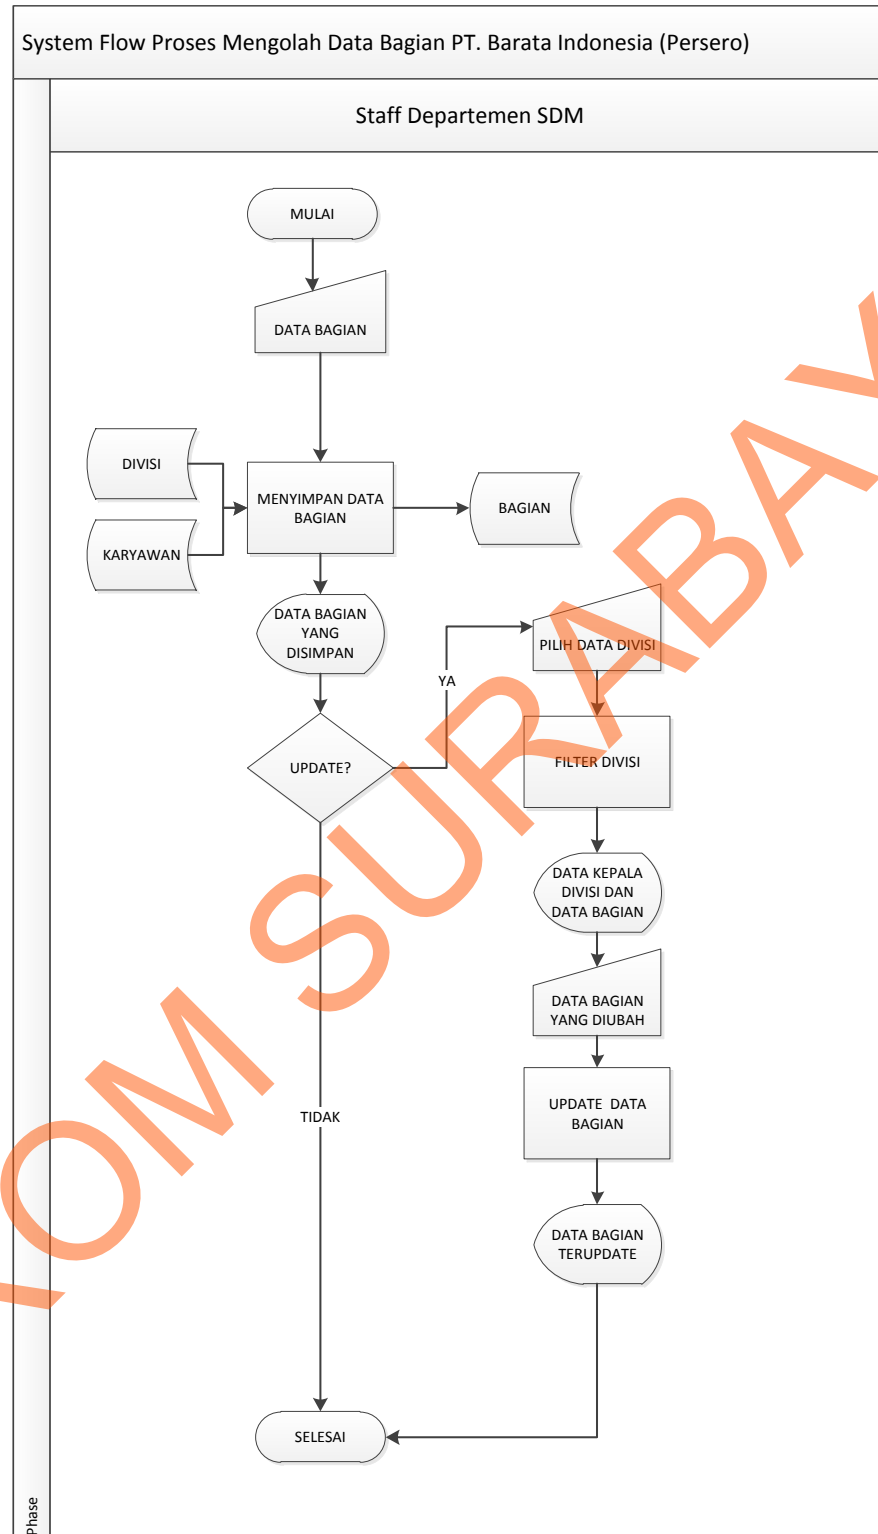 System Flow Proses Mengolah Data Bagian PT. Barata Indonesia (Persero)
Staff Departemen SDM
MULAI
DATA BAGIAN
DIVISI
KARYAWAN
MENYIMPAN DATA
BAGIAN
BAGIAN
DATA BAGIAN
YANG
DISIMPAN
PILIH DATA DIVISI
YA
UPDATE?
FILTER DIVISI
DATA KEPALA
DIVISI DAN
DATA BAGIAN
DATA BAGIAN
YANG DIUBAH
UPDATE DATA
BAGIAN
TIDAK
DATA BAGIAN
TERUPDATE
SELESAI
Phase
OM SURABAY